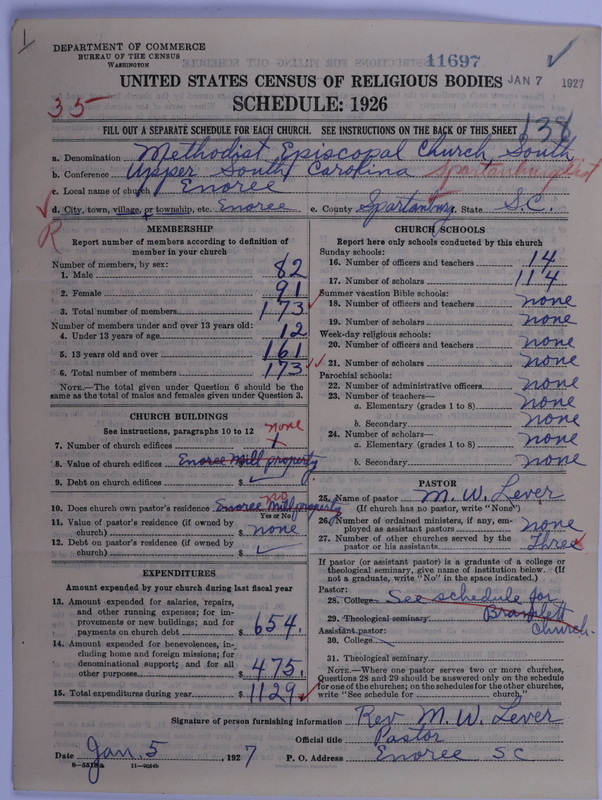 1
DEPARTMENT OF COMMERCE
BUREAU OF THE CENSUS
WASHINGTON
11697
UNITED STATES CENSUS OF RELIGIOUS BODIES JAN 7 1927
35 SCHEDULE: 1926
138
FILL OUT A SEPARATE SCHEDULE FOR EACH CHURCH. SEE INSTRUCTIONS ON THE BACK OF THIS SHEET
a. Denomination Methodist Episcopal Church, South
b. Conference Upper South Carolina Spartanburg Dist
c. Local name of church Enoree
d. City, town, village, or township, etc. Enoree e. County Spartanburg f. State S.C.
R
MEMBERSHIP
Report number of members according to definition of
member in your church
Number of members, by sex:
1. Male 82
2. Female 91
3. Total number of members 173
Number of members under and over 13 years old:
4. Under 13 years of age 12
5. 13 years old and over 161
6. Total number of members 173
NOTE.—The total given under Question 6 should be the
same as the total of males and females given under Question 3.
CHURCH BUILDINGS
See instructions, paragraphs 10 to 12
none
7. Number of church edifices 1
8. Value of church edifices Enoree Mill property
9. Debt on church edifices $
no
10. Does church own pastor's residence? Enoree Mill property
Yes or No
11. Value of pastor's residence (if owned by
church) $ none
12. Debt on pastor's residence (if owned by
church) $
EXPENDITURES
Amount expended by your church during last fiscal year
13. Amount expended for salaries, repairs,
and other running expenses; for im-
provements or new buildings; and for
payments on church debt $ 654.
14. Amount expended for benevolences, in-
cluding home and foreign missions; for
denominational support; and for all
other purposes $ 475.
15. Total expenditures during year $ 1129
CHURCH SCHOOLS
Report here only schools conducted by this church
Sunday schools:
16. Number of officers and teachers 14
17. Number of scholars 114
Summer vacation Bible schools:
18. Number of officers and teachers none
19. Number of scholars none
Week-day religious schools:
20. Number of officers and teachers none
21. Number of scholars none
Parochial schools:
22. Number of administrative officers none
23. Number of teachers—
a. Elementary (grades 1 to 8) none
b. Secondary none
24. Number of scholars—
a. Elementary (grades 1 to 8) none
b. Secondary none
PASTOR
25. Name of pastor M. W. Lever
(If church has no pastor, write "None")
26. Number of ordained ministers, if any, em-
ployed as assistant pastors none
27. Number of other churches served by the
pastor or his assistants Three
If pastor (or assistant pastor) is a graduate of a college or
theological seminary, give name of institution below. (If
not a graduate, write "No" in the space indicated.)
Pastor:
28. College See schedule for
29. Theological seminary Bramlett
Church.
Assistant pastor:
30. College
31. Theological seminary
NOTE.—Where one pastor serves two or more churches,
Questions 28 and 29 should be answered only on the schedule
for one of the churches; on the schedules for the other churches,
write "See schedule for church."
Signature of person furnishing information Rev M. W. Lever
Official title Pastor
Date Jan. 5, 1927 P. O. Address Enoree S C
8-5518a 11-9054b